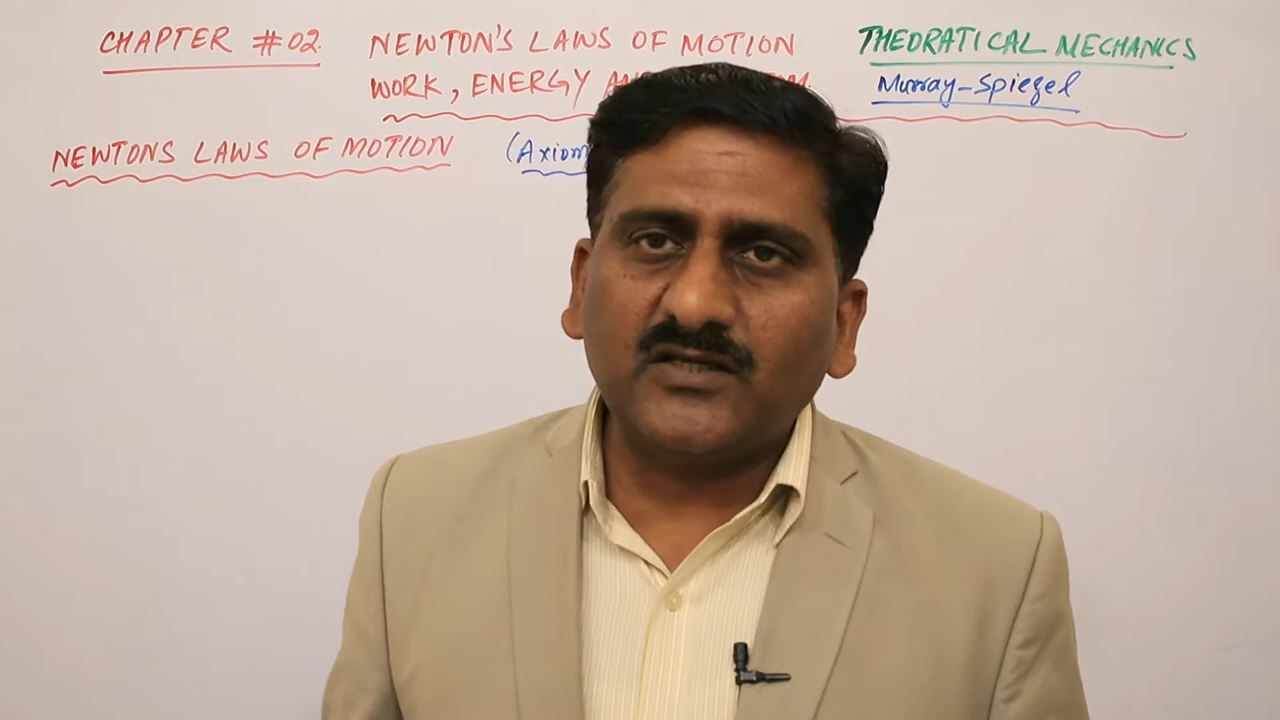 CHAPTER #02. NEWTON'S LAWS OF MOTION THEORATICAL MECHANICS
WORK, ENERGY Murray-Spiegel
NEWTONS LAWS OF MOTION (Axiom